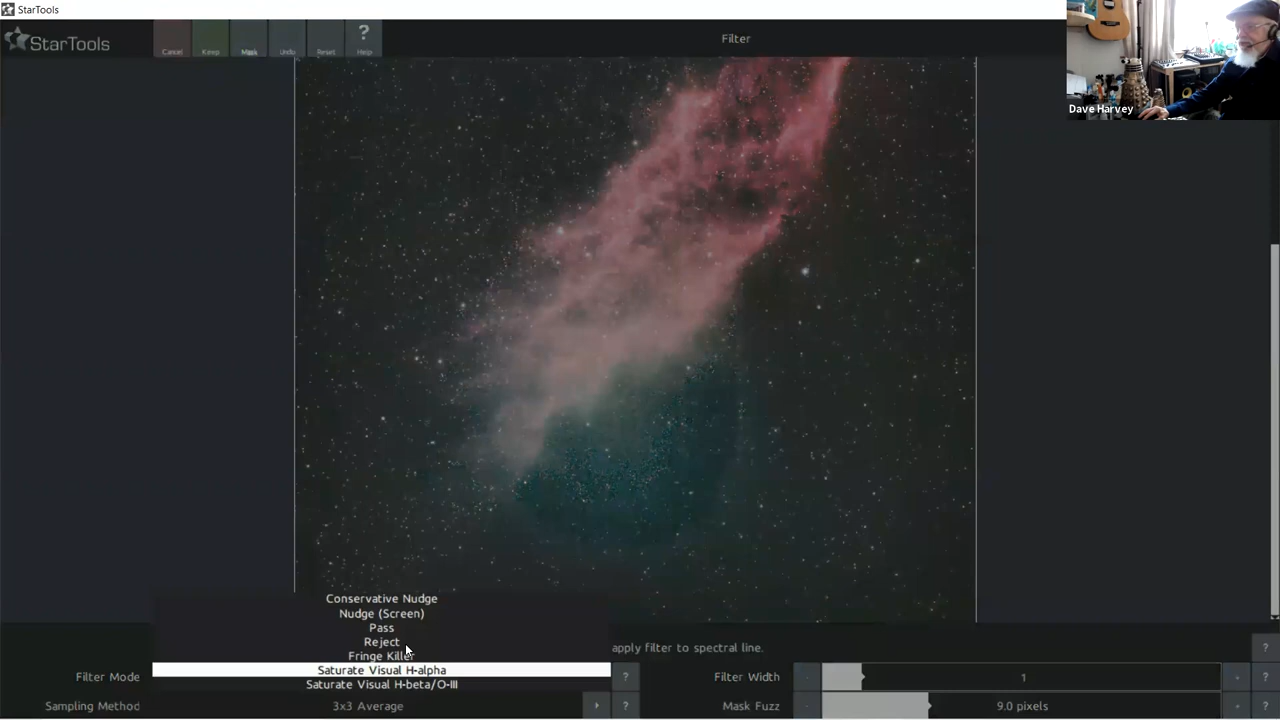 StarTools
StarTools
Cancel
Keep
Mask
Undo
Reset
?
Help
Filter
Dave Harvey
Conservative Nudge
Nudge (Screen)
Pass
Reject
Fringe Killer
Saturate Visual H-alpha
Saturate Visual H-beta/O-III
apply filter to spectral line.
?
Filter Mode
?
Filter Width
1
?
Sampling Method
3x3 Average
?
Mask Fuzz
9.0 pixels
?